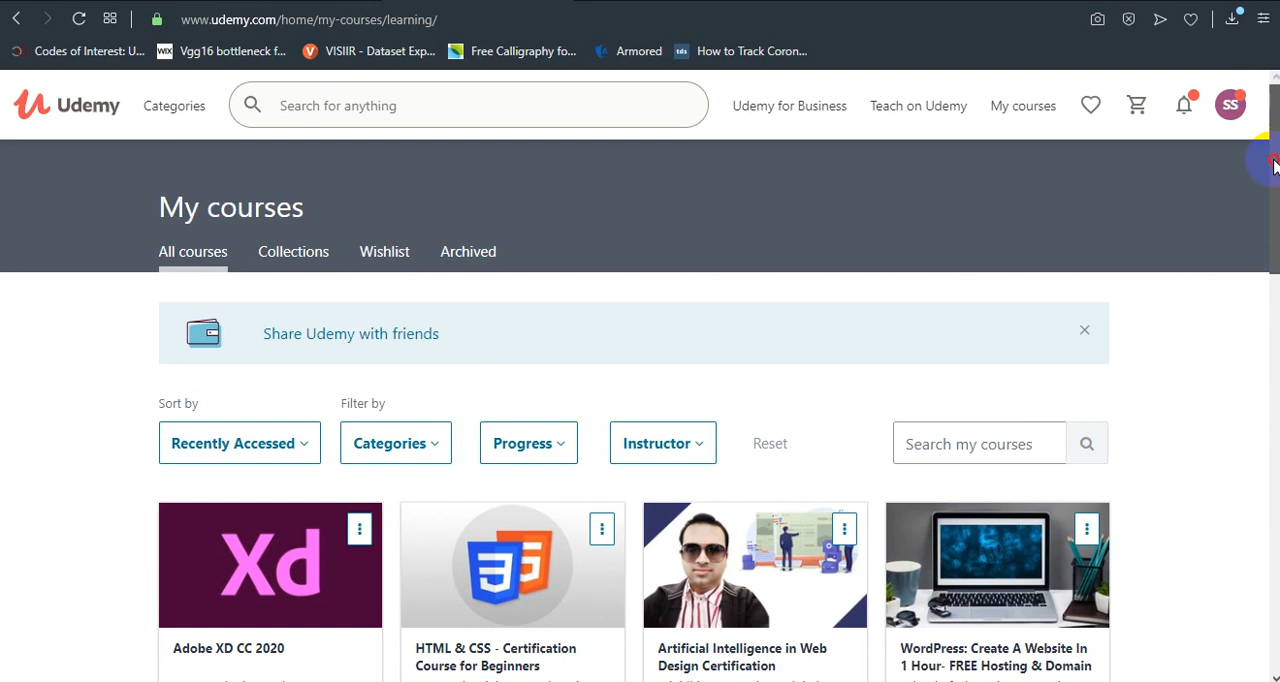 www.udemy.com/home/my-courses/learning/
Codes of Interest: U...
WIX Vgg16 bottleneck f...
VISIIR - Dataset Exp...
Free Calligraphy fo...
Armored
tds How to Track Coron...
Udemy
Categories
Search for anything
Udemy for Business
Teach on Udemy
My courses
SS
My courses
All courses
Collections
Wishlist
Archived
Share Udemy with friends
Sort by
Filter by
Recently Accessed
Categories
Progress
Instructor
Reset
Search my courses
Xd
Adobe XD CC 2020
HTML & CSS - Certification
Course for Beginners
Artificial Intelligence in Web
Design Certification
WordPress: Create A Website In
1 Hour- FREE Hosting & Domain